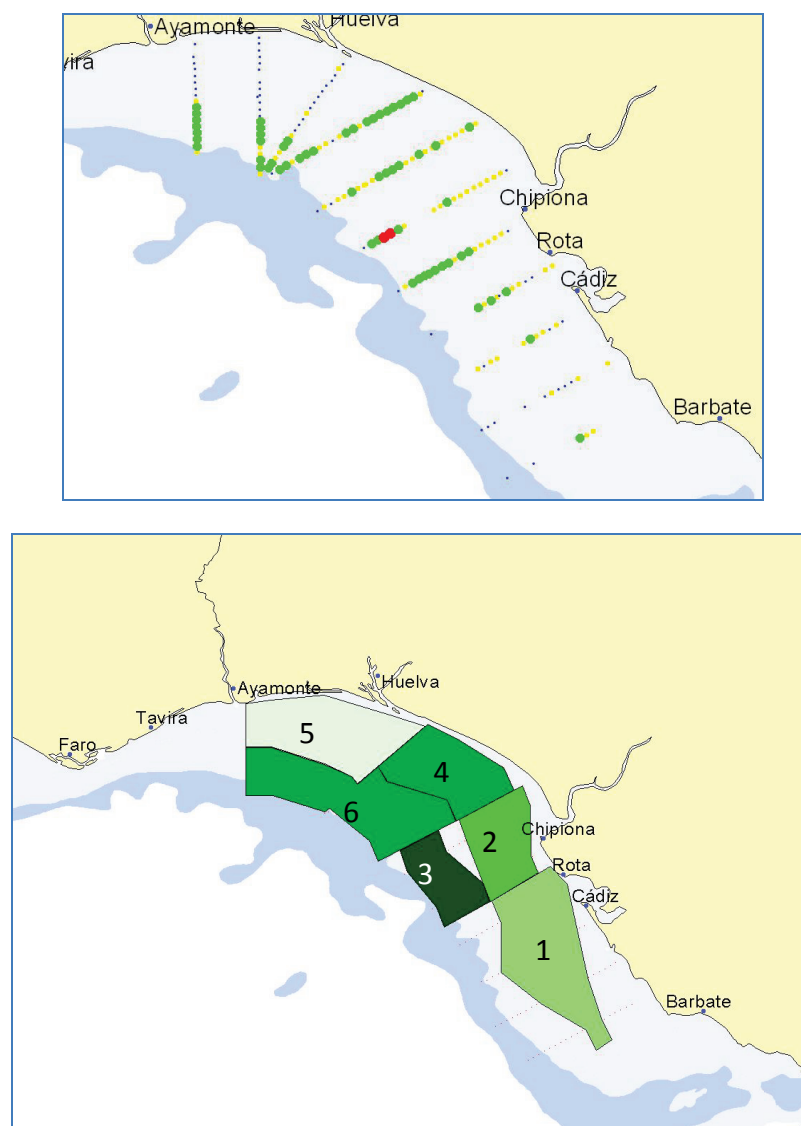 Huelva
Ayamonte
vira
Chipiona
Rota
Cádiz
Barbate
Ayamonte
Huelva
Tavira
Faro
5
4
6
2
Chipiona
3
Rota
Cádiz
1
Barbate